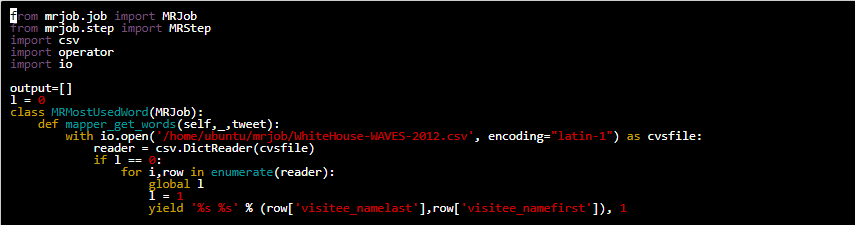 from mrjob.job import MRJob
from mrjob.step import MRStep
import csv
import operator
import io

output=[]
l = 0
class MRMostUsedWord(MRJob):
    def mapper_get_words(self,_,tweet):
        with io.open('/home/ubuntu/mrjob/WhiteHouse-WAVES-2012.csv', encoding="latin-1") as cvsfile:
            reader = csv.DictReader(cvsfile)
            if l == 0:
                for i,row in enumerate(reader):
                    global l
                    l = 1
                    yield '%s %s' % (row['visitee_namelast'],row['visitee_namefirst']), 1